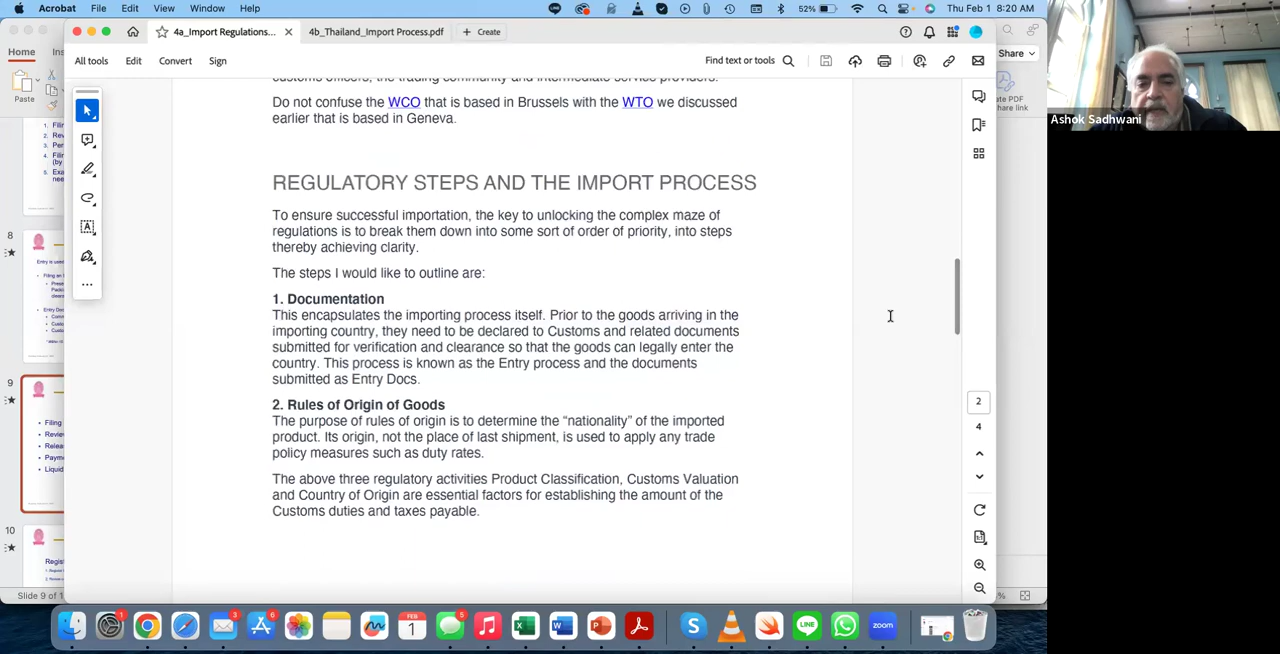 Acrobat File Edit View Window Help
52% Thu Feb 1 8:20 AM
4a_Import Regulations... 4b_Thailand_Import Process.pdf + Create
Home
Share
All tools Edit Convert Sign
Find text or tools
Paste
customs officers, the trading community and intermediate service providers.
Do not confuse the WCO that is based in Brussels with the WTO we discussed
earlier that is based in Geneva.
Ashok Sadhwani
REGULATORY STEPS AND THE IMPORT PROCESS
To ensure successful importation, the key to unlocking the complex maze of
regulations is to break them down into some sort of order of priority, into steps
thereby achieving clarity.
The steps I would like to outline are:
1. Documentation
This encapsulates the importing process itself. Prior to the goods arriving in the
importing country, they need to be declared to Customs and related documents
submitted for verification and clearance so that the goods can legally enter the
country. This process is known as the Entry process and the documents
submitted as Entry Docs.
2. Rules of Origin of Goods
The purpose of rules of origin is to determine the “nationality” of the imported
product. Its origin, not the place of last shipment, is used to apply any trade
policy measures such as duty rates.
The above three regulatory activities Product Classification, Customs Valuation
and Country of Origin are essential factors for establishing the amount of the
Customs duties and taxes payable.
2
4
8
9
10
Slide 9 of 1
FEB
1
LINE
zoom